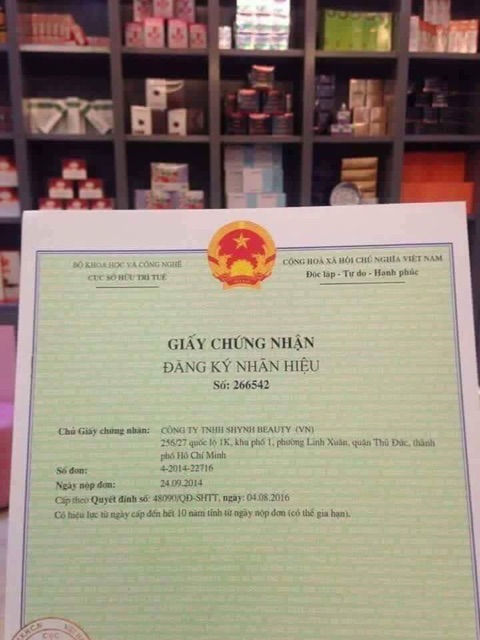 BỘ KHOA HỌC VÀ CÔNG NGHỆ
CỤC SỞ HỮU TRÍ TUỆ
CỘNG HOÀ XÃ HỘI CHỦ NGHĨA VIỆT NAM
Độc lập - Tự do - Hạnh phúc
GIẤY CHỨNG NHẬN
ĐĂNG KÝ NHÃN HIỆU
Số: 266542
Chủ Giấy chứng nhận: CÔNG TY TNHH SHYNH BEAUTY (VN)
256/27 quốc lộ 1K, khu phố 1, phường Linh Xuân, quận Thủ Đức, thành
phố Hồ Chí Minh
Số đơn: 4-2014-22716
Ngày nộp đơn: 24.09.2014
Cấp theo Quyết định số: 48090/QĐ-SHTT, ngày: 04.08.2016
Có hiệu lực từ ngày cấp đến hết 10 năm tính từ ngày nộp đơn (có thể gia hạn).
CỤC